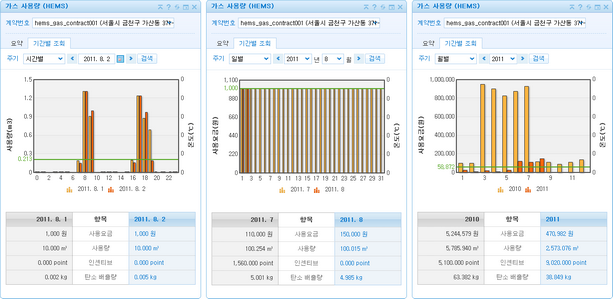 가스 사용량 (HEMS)
계약번호 hems_gas_contract001 (서울시 금천구 가산동 37
요약 기간별 조회
주기 시간별 2011. 8. 2 검색
1.5
1.2
0.9
0.6
0.3
0.213
0
사용량(m3)
온도(℃)
0 2 4 6 8 10 12 14 16 18 20 22
2011. 8. 1 2011. 8. 2
2011. 8. 1 항목 2011. 8. 2
1,000 원 사용요금 1,000 원
10.000 ㎥ 사용량 10.000 ㎥
0.000 point 인센티브 0.000 point
0.002 kg 탄소 배출량 0.005 kg
가스 사용량 (HEMS)
계약번호 hems_gas_contract001 (서울시 금천구 가산동 37
요약 기간별 조회
주기 일별 2011 년 8 월 검색
1,100
1,000
880
660
440
220
0
사용요금(원)
온도(℃)
1 3 5 7 9 11 13 15 17 19 21 23 25 27 29 31
2011. 7 2011. 8
2011. 7 항목 2011. 8
110,000 원 사용요금 150,000 원
100.254 ㎥ 사용량 100.015 ㎥
1,560.000 point 인센티브 0.000 point
5.001 kg 탄소 배출량 4.985 kg
가스 사용량 (HEMS)
계약번호 hems_gas_contract001 (서울시 금천구 가산동 37
요약 기간별 조회
주기 월별 2011 검색
1,000,000
800,000
600,000
400,000
200,000
0
사용요금(원)
온도(℃)
1 3 5 7 9 11
2010 2011
2010 항목 2011
5,244,579 원 사용요금 470,982 원
5,785.940 ㎥ 사용량 2,573.076 ㎥
5,100.000 point 인센티브 9,020.000 point
63.382 kg 탄소 배출량 38.849 kg